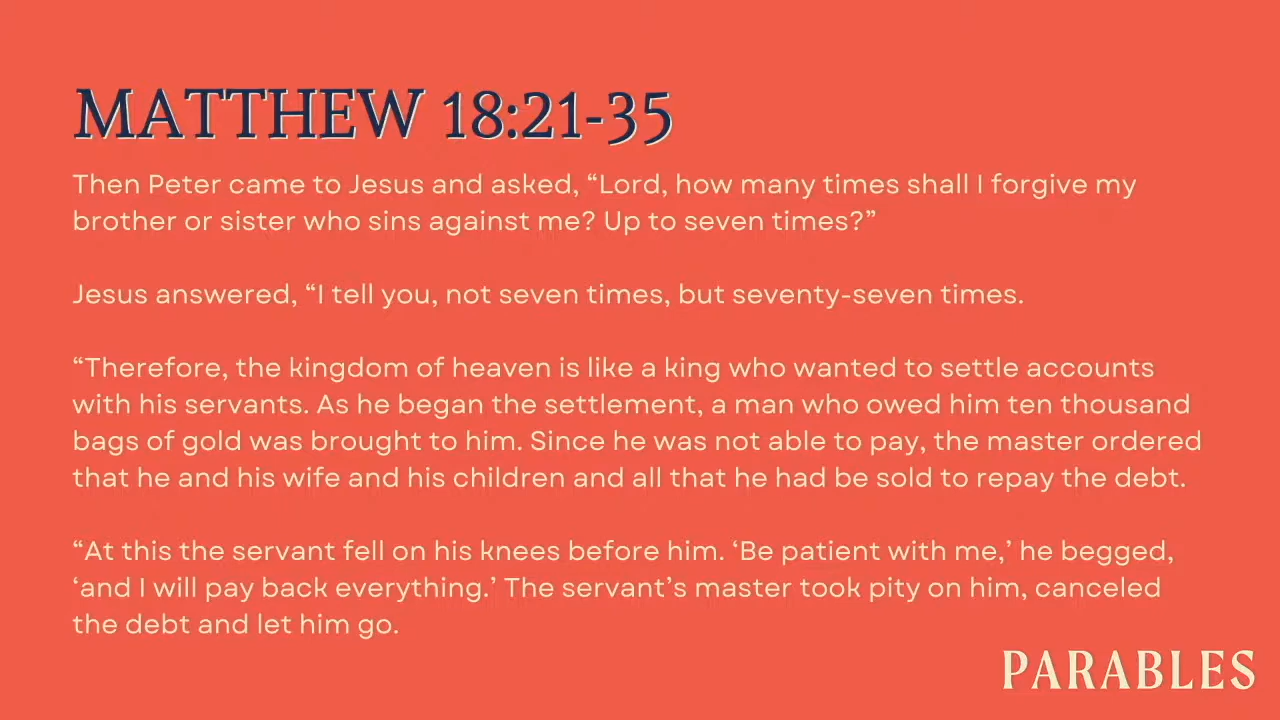 MATTHEW 18:21-35
Then Peter came to Jesus and asked, “Lord, how many times shall I forgive my
brother or sister who sins against me? Up to seven times?”
Jesus answered, “I tell you, not seven times, but seventy-seven times.
“Therefore, the kingdom of heaven is like a king who wanted to settle accounts
with his servants. As he began the settlement, a man who owed him ten thousand
bags of gold was brought to him. Since he was not able to pay, the master ordered
that he and his wife and his children and all that he had be sold to repay the debt.
“At this the servant fell on his knees before him. ‘Be patient with me,’ he begged,
‘and I will pay back everything.’ The servant’s master took pity on him, canceled
the debt and let him go.
PARABLES